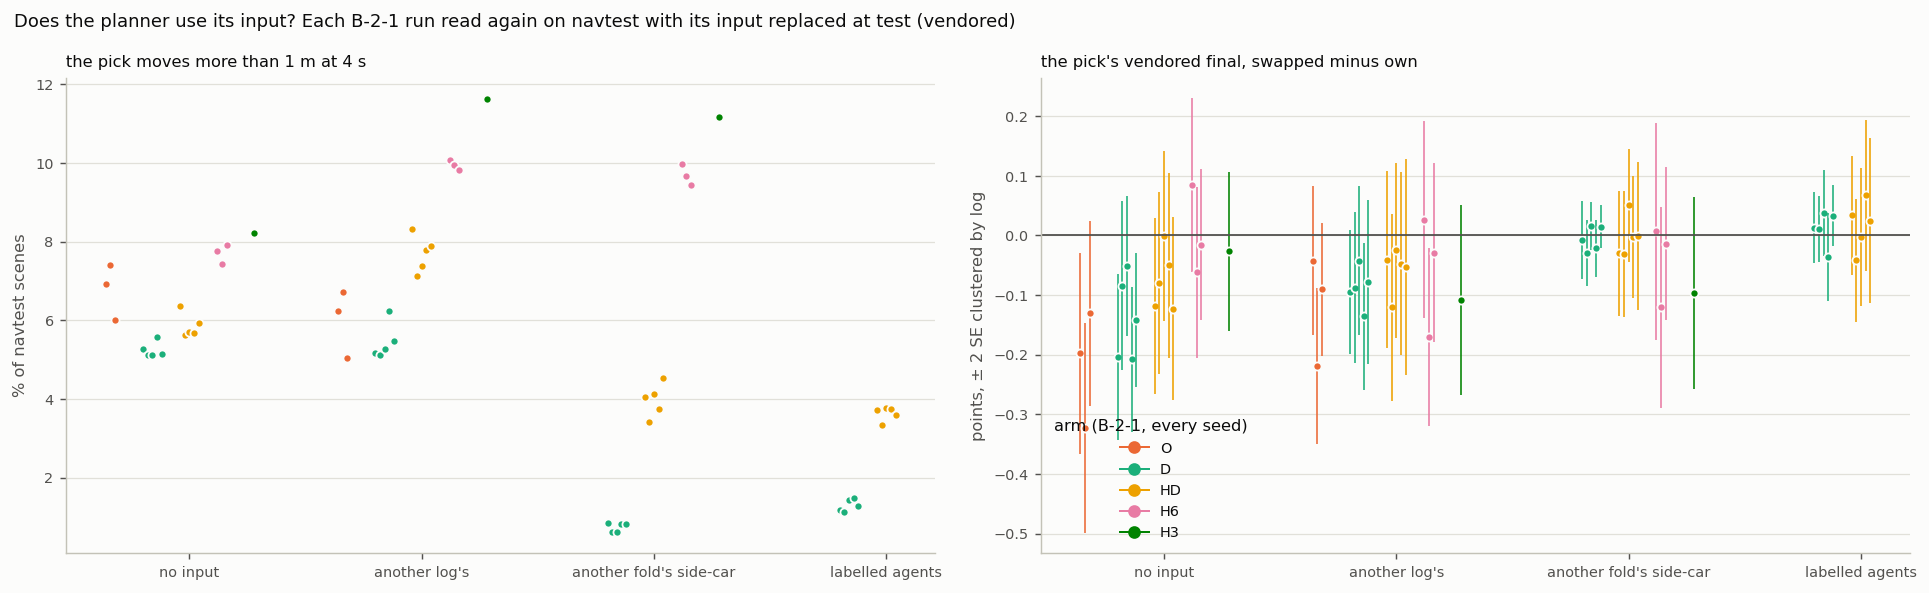 Does the planner use its input? Each B-2-1 run read again on navtest with its input replaced at test (vendored)
the pick moves more than 1 m at 4 s
% of navtest scenes
12
10
8
6
4
2
no input
another log's
another fold's side-car
labelled agents
the pick's vendored final, swapped minus own
points, ± 2 SE clustered by log
0.2
0.1
0.0
−0.1
−0.2
−0.3
−0.4
−0.5
arm (B-2-1, every seed)
O
D
HD
H6
H3
no input
another log's
another fold's side-car
labelled agents